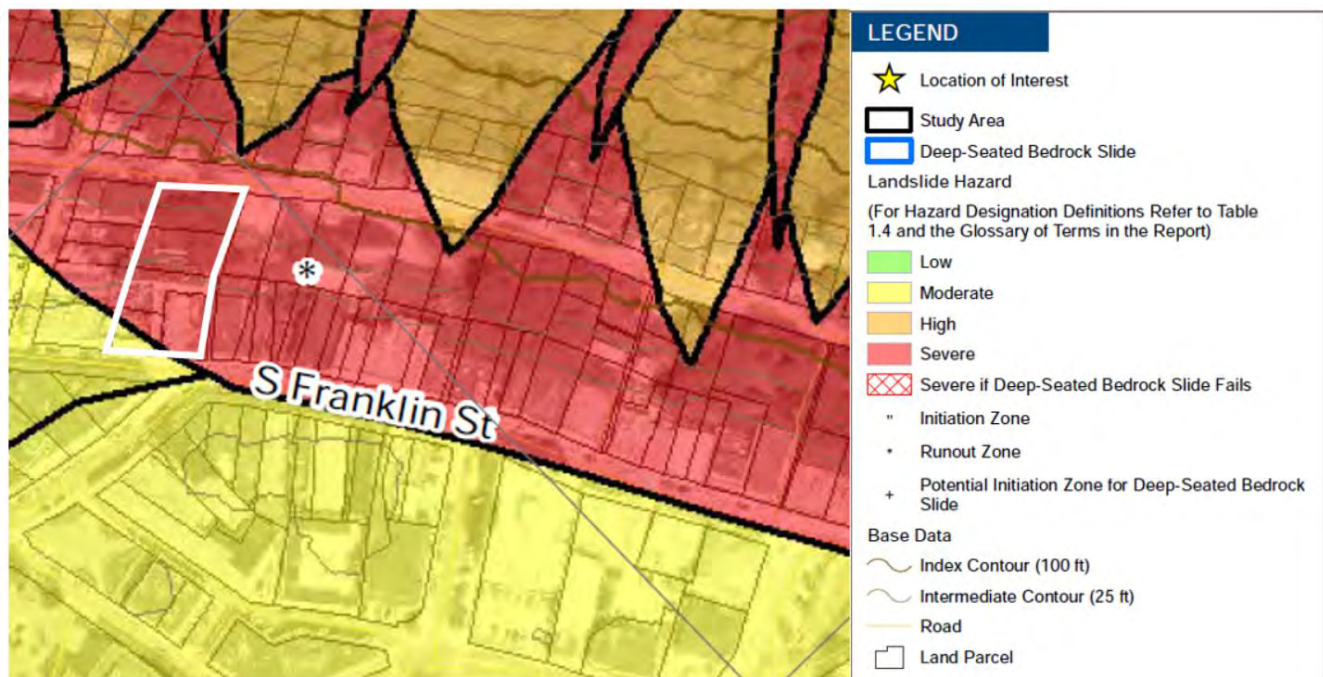 S Franklin St
*
LEGEND
Location of Interest
Study Area
Deep-Seated Bedrock Slide
Landslide Hazard
(For Hazard Designation Definitions Refer to Table
1.4 and the Glossary of Terms in the Report)
Low
Moderate
High
Severe
Severe if Deep-Seated Bedrock Slide Fails
" Initiation Zone
* Runout Zone
+ Potential Initiation Zone for Deep-Seated Bedrock
Slide
Base Data
Index Contour (100 ft)
Intermediate Contour (25 ft)
Road
Land Parcel